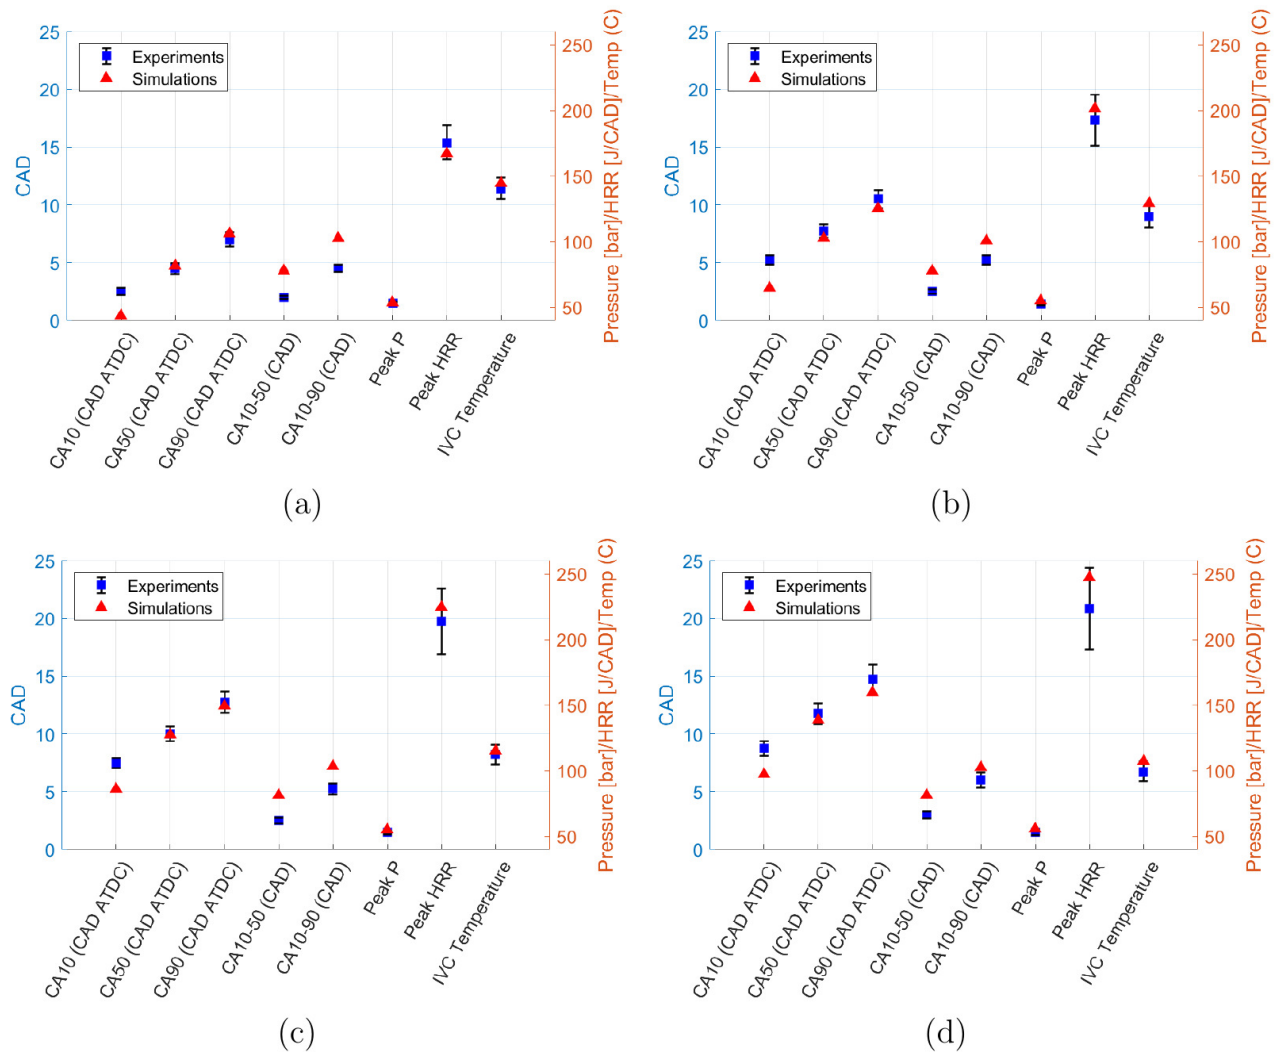 25
20
15
10
5
0
CAD
Experiments
Simulations
250
200
150
100
50
Pressure [bar]/HRR [J/CAD]/Temp (C)
CA10 (CAD ATDC)
CA50 (CAD ATDC)
CA90 (CAD ATDC)
CA10-50 (CAD)
CA10-90 (CAD)
Peak P
Peak HRR
IVC Temperature
(a)
25
20
15
10
5
0
CAD
Experiments
Simulations
250
200
150
100
50
Pressure [bar]/HRR [J/CAD]/Temp (C)
CA10 (CAD ATDC)
CA50 (CAD ATDC)
CA90 (CAD ATDC)
CA10-50 (CAD)
CA10-90 (CAD)
Peak P
Peak HRR
IVC Temperature
(b)
25
20
15
10
5
0
CAD
Experiments
Simulations
250
200
150
100
50
Pressure [bar]/HRR [J/CAD]/Temp (C)
CA10 (CAD ATDC)
CA50 (CAD ATDC)
CA90 (CAD ATDC)
CA10-50 (CAD)
CA10-90 (CAD)
Peak P
Peak HRR
IVC Temperature
(c)
25
20
15
10
5
0
CAD
Experiments
Simulations
250
200
150
100
50
Pressure [bar]/HRR [J/CAD]/Temp (C)
CA10 (CAD ATDC)
CA50 (CAD ATDC)
CA90 (CAD ATDC)
CA10-50 (CAD)
CA10-90 (CAD)
Peak P
Peak HRR
IVC Temperature
(d)